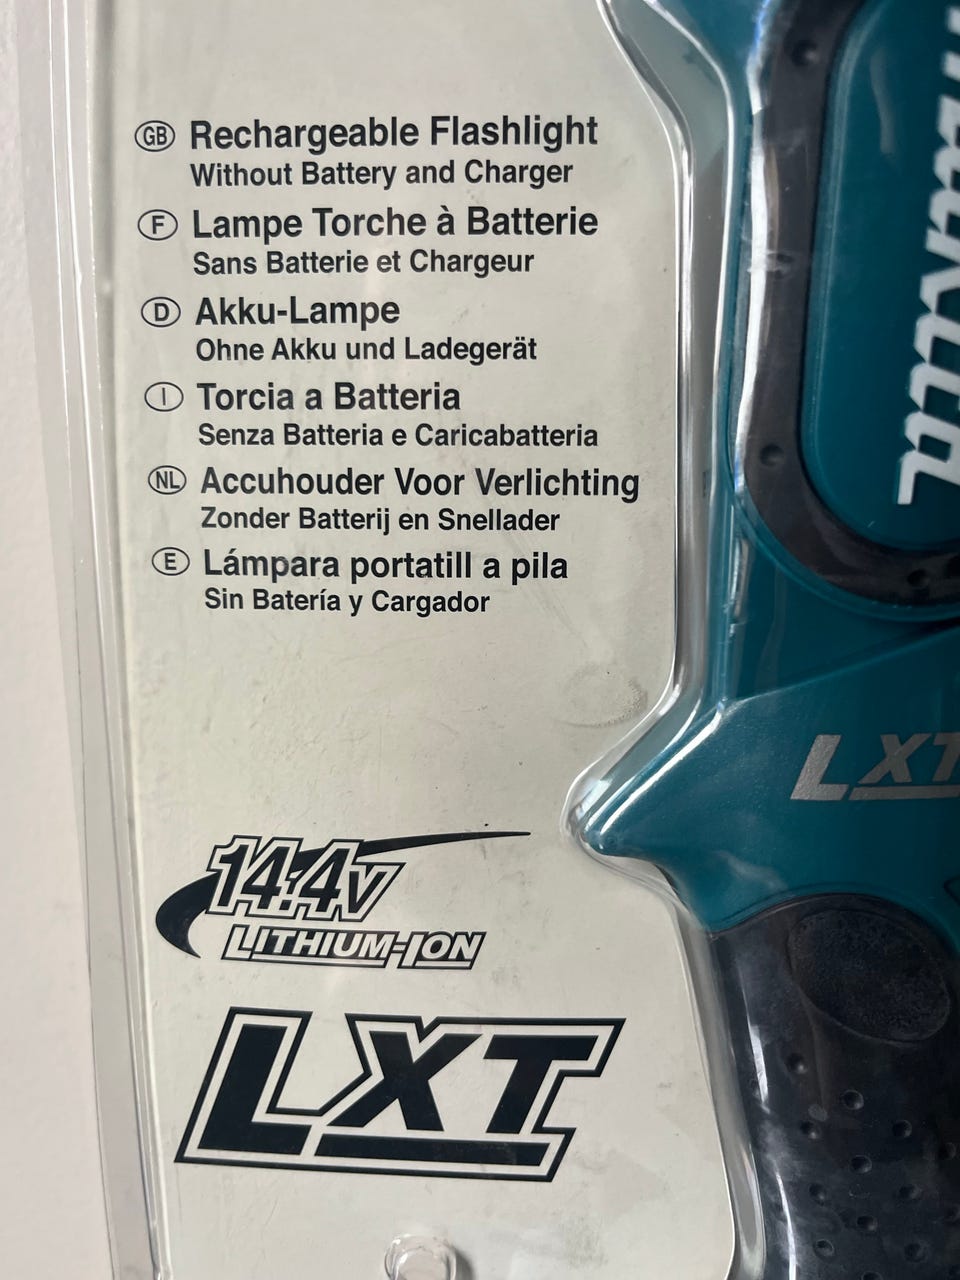 GB Rechargeable Flashlight
Without Battery and Charger
F Lampe Torche à Batterie
Sans Batterie et Chargeur
D Akku-Lampe
Ohne Akku und Ladegerät
I Torcia a Batteria
Senza Batteria e Caricabatteria
NL Accuhouder Voor Verlichting
Zonder Batterij en Snellader
E Lámpara portatill a pila
Sin Batería y Cargador
makita
LXT
14.4V
LITHIUM-ION
LXT